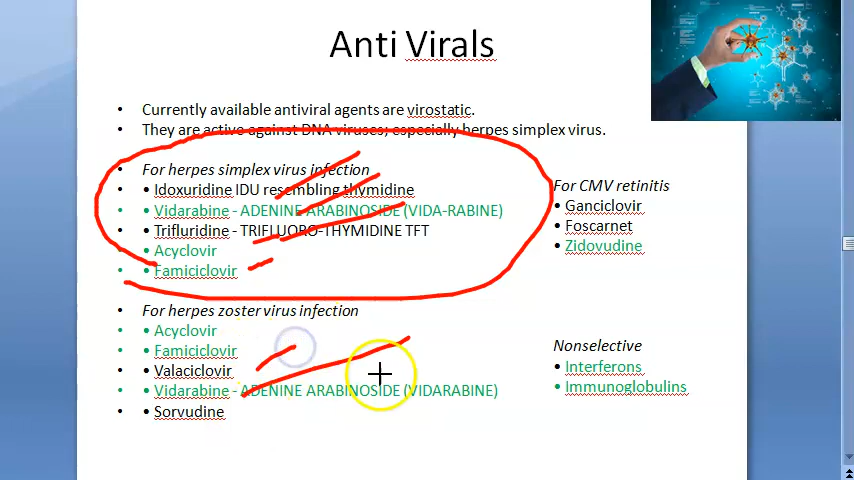 Anti Virals
• Currently available antiviral agents are virostatic.
• They are active against DNA viruses, especially herpes simplex virus.
For herpes simplex virus infection
• • Idoxuridine IDU resembling thymidine
• • Vidarabine - ADENINE ARABINOSIDE (VIDA-RABINE)
• • Trifluridine - TRIFLUORO-THYMIDINE TFT
• Acyclovir
• • Famiciclovir
• For herpes zoster virus infection
• • Acyclovir
• • Famiciclovir
• • Valaciclovir
• • Vidarabine - ADENINE ARABINOSIDE (VIDARABINE)
• • Sorvudine
For CMV retinitis
• Ganciclovir
• Foscarnet
• Zidovudine
Nonselective
• Interferons
• Immunoglobulins